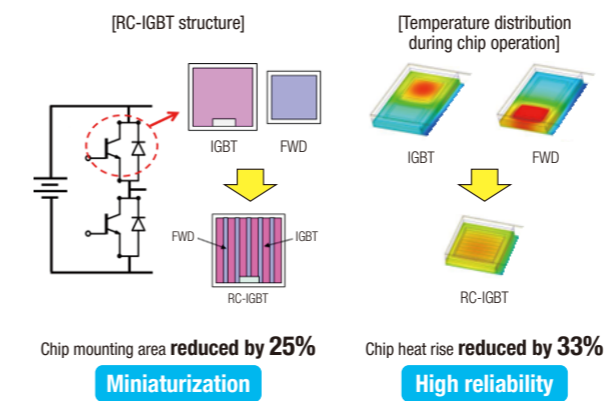 [RC-IGBT structure]
IGBT
FWD
FWD
IGBT
RC-IGBT
Chip mounting area reduced by 25%
Miniaturization
[Temperature distribution
during chip operation]
IGBT
FWD
RC-IGBT
Chip heat rise reduced by 33%
High reliability